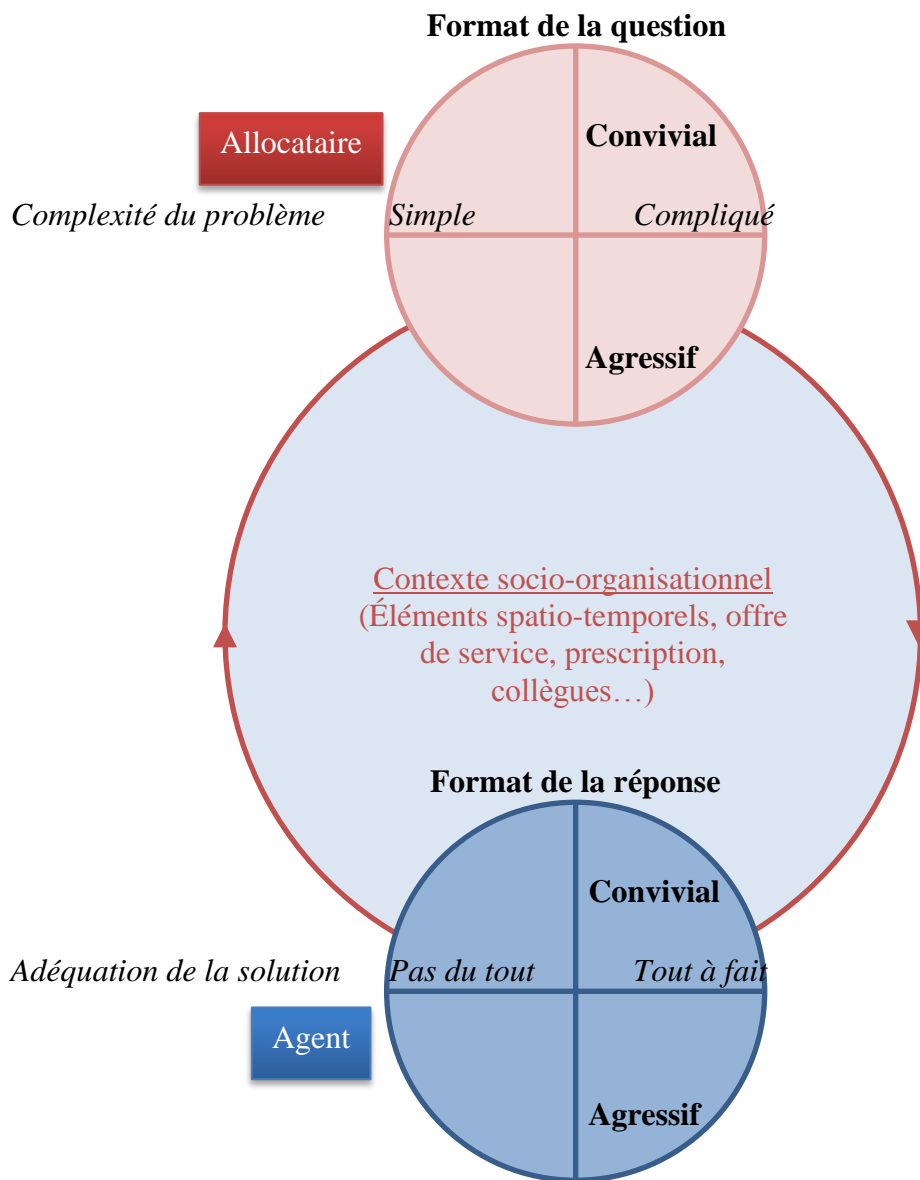 Format de la question
Allocataire
Convivial
Complexité du problème Simple Compliqué
Agressif
Contexte socio-organisationnel
(Éléments spatio-temporels, offre
de service, prescription,
collègues…)
Format de la réponse
Convivial
Adéquation de la solution Pas du tout Tout à fait
Agent
Agressif